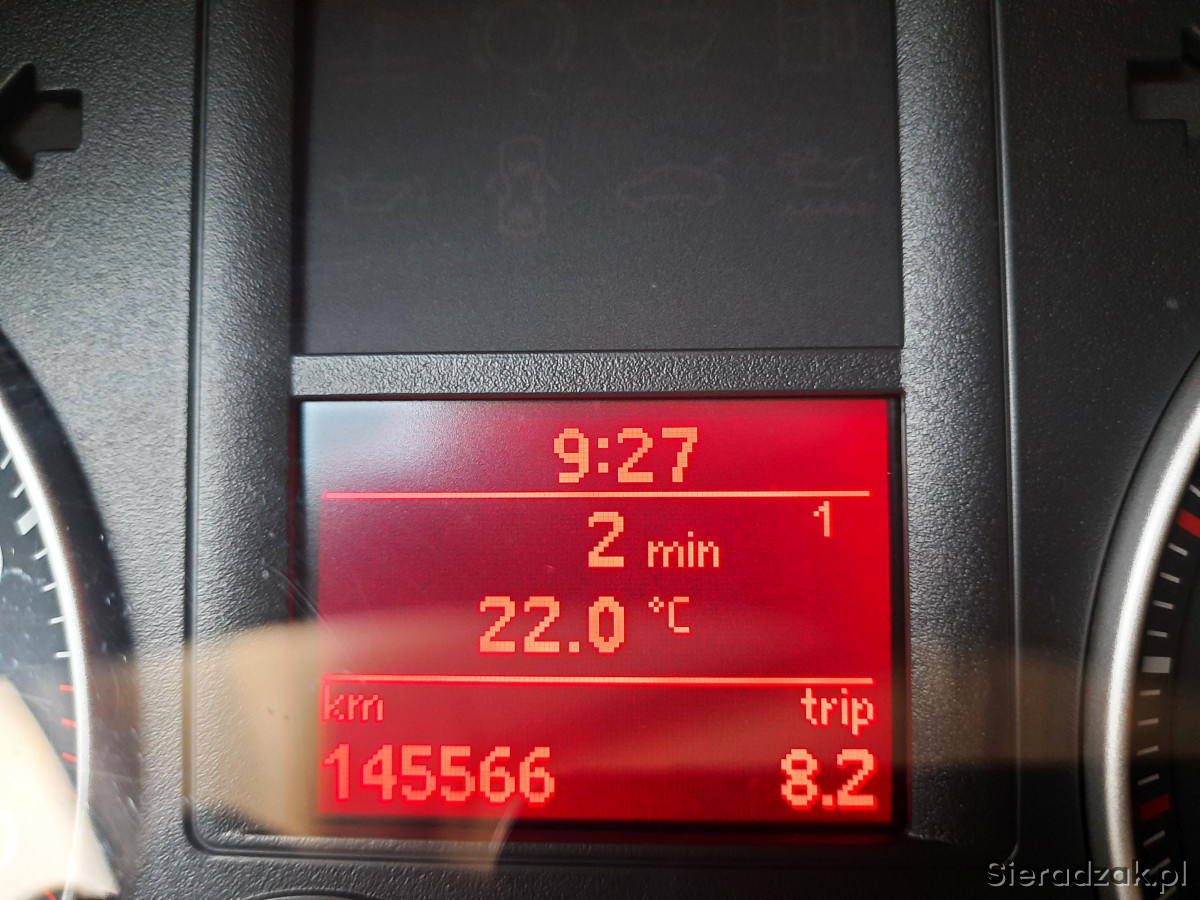 9:27
1
2 min
22.0 °C
km trip
145566 8.2
Sieradzak.pl